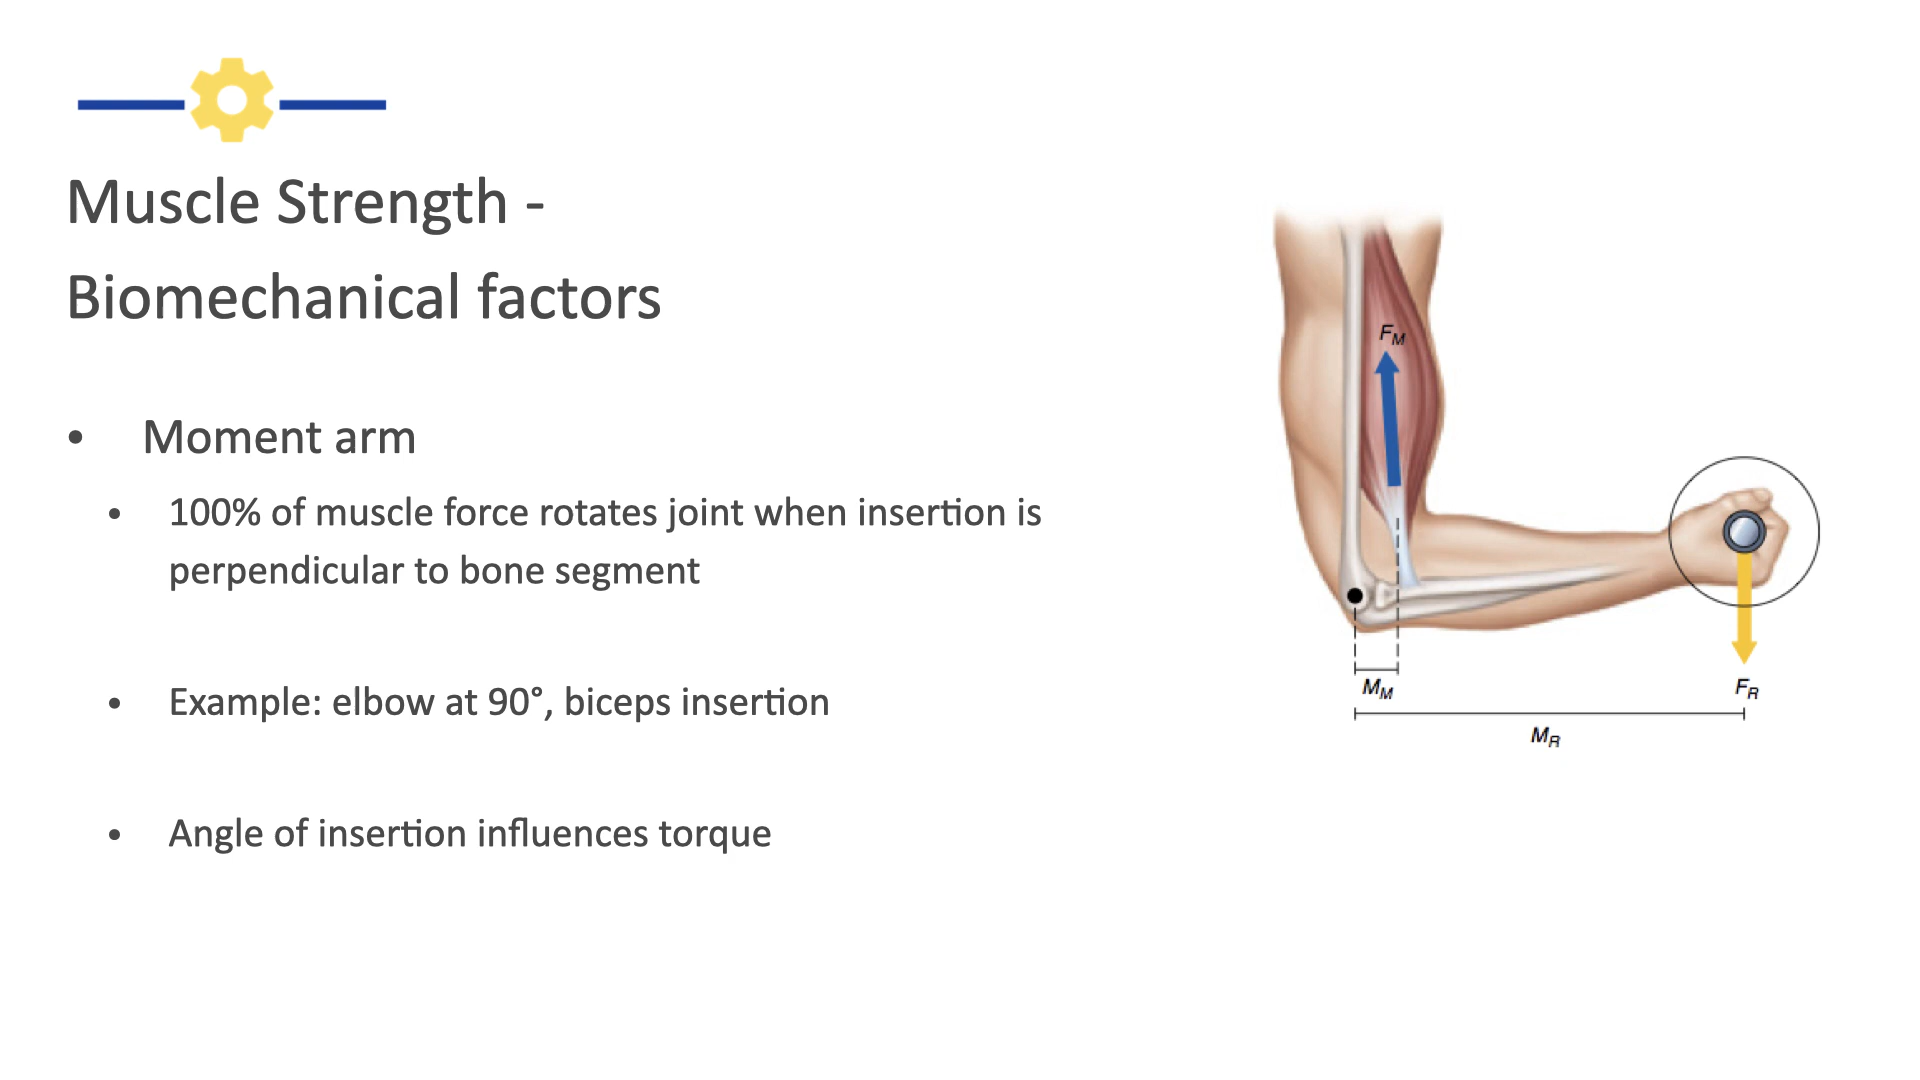 Muscle Strength -
Biomechanical factors
• Moment arm
• 100% of muscle force rotates joint when insertion is
perpendicular to bone segment
• Example: elbow at 90°, biceps insertion
• Angle of insertion influences torque
FM
MM
FR
MR